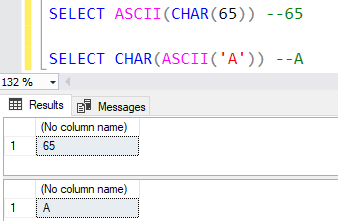 SELECT ASCII(CHAR(65)) --65
SELECT CHAR(ASCII('A')) --A
132 %
Results Messages
(No column name)
1 65
(No column name)
1 A